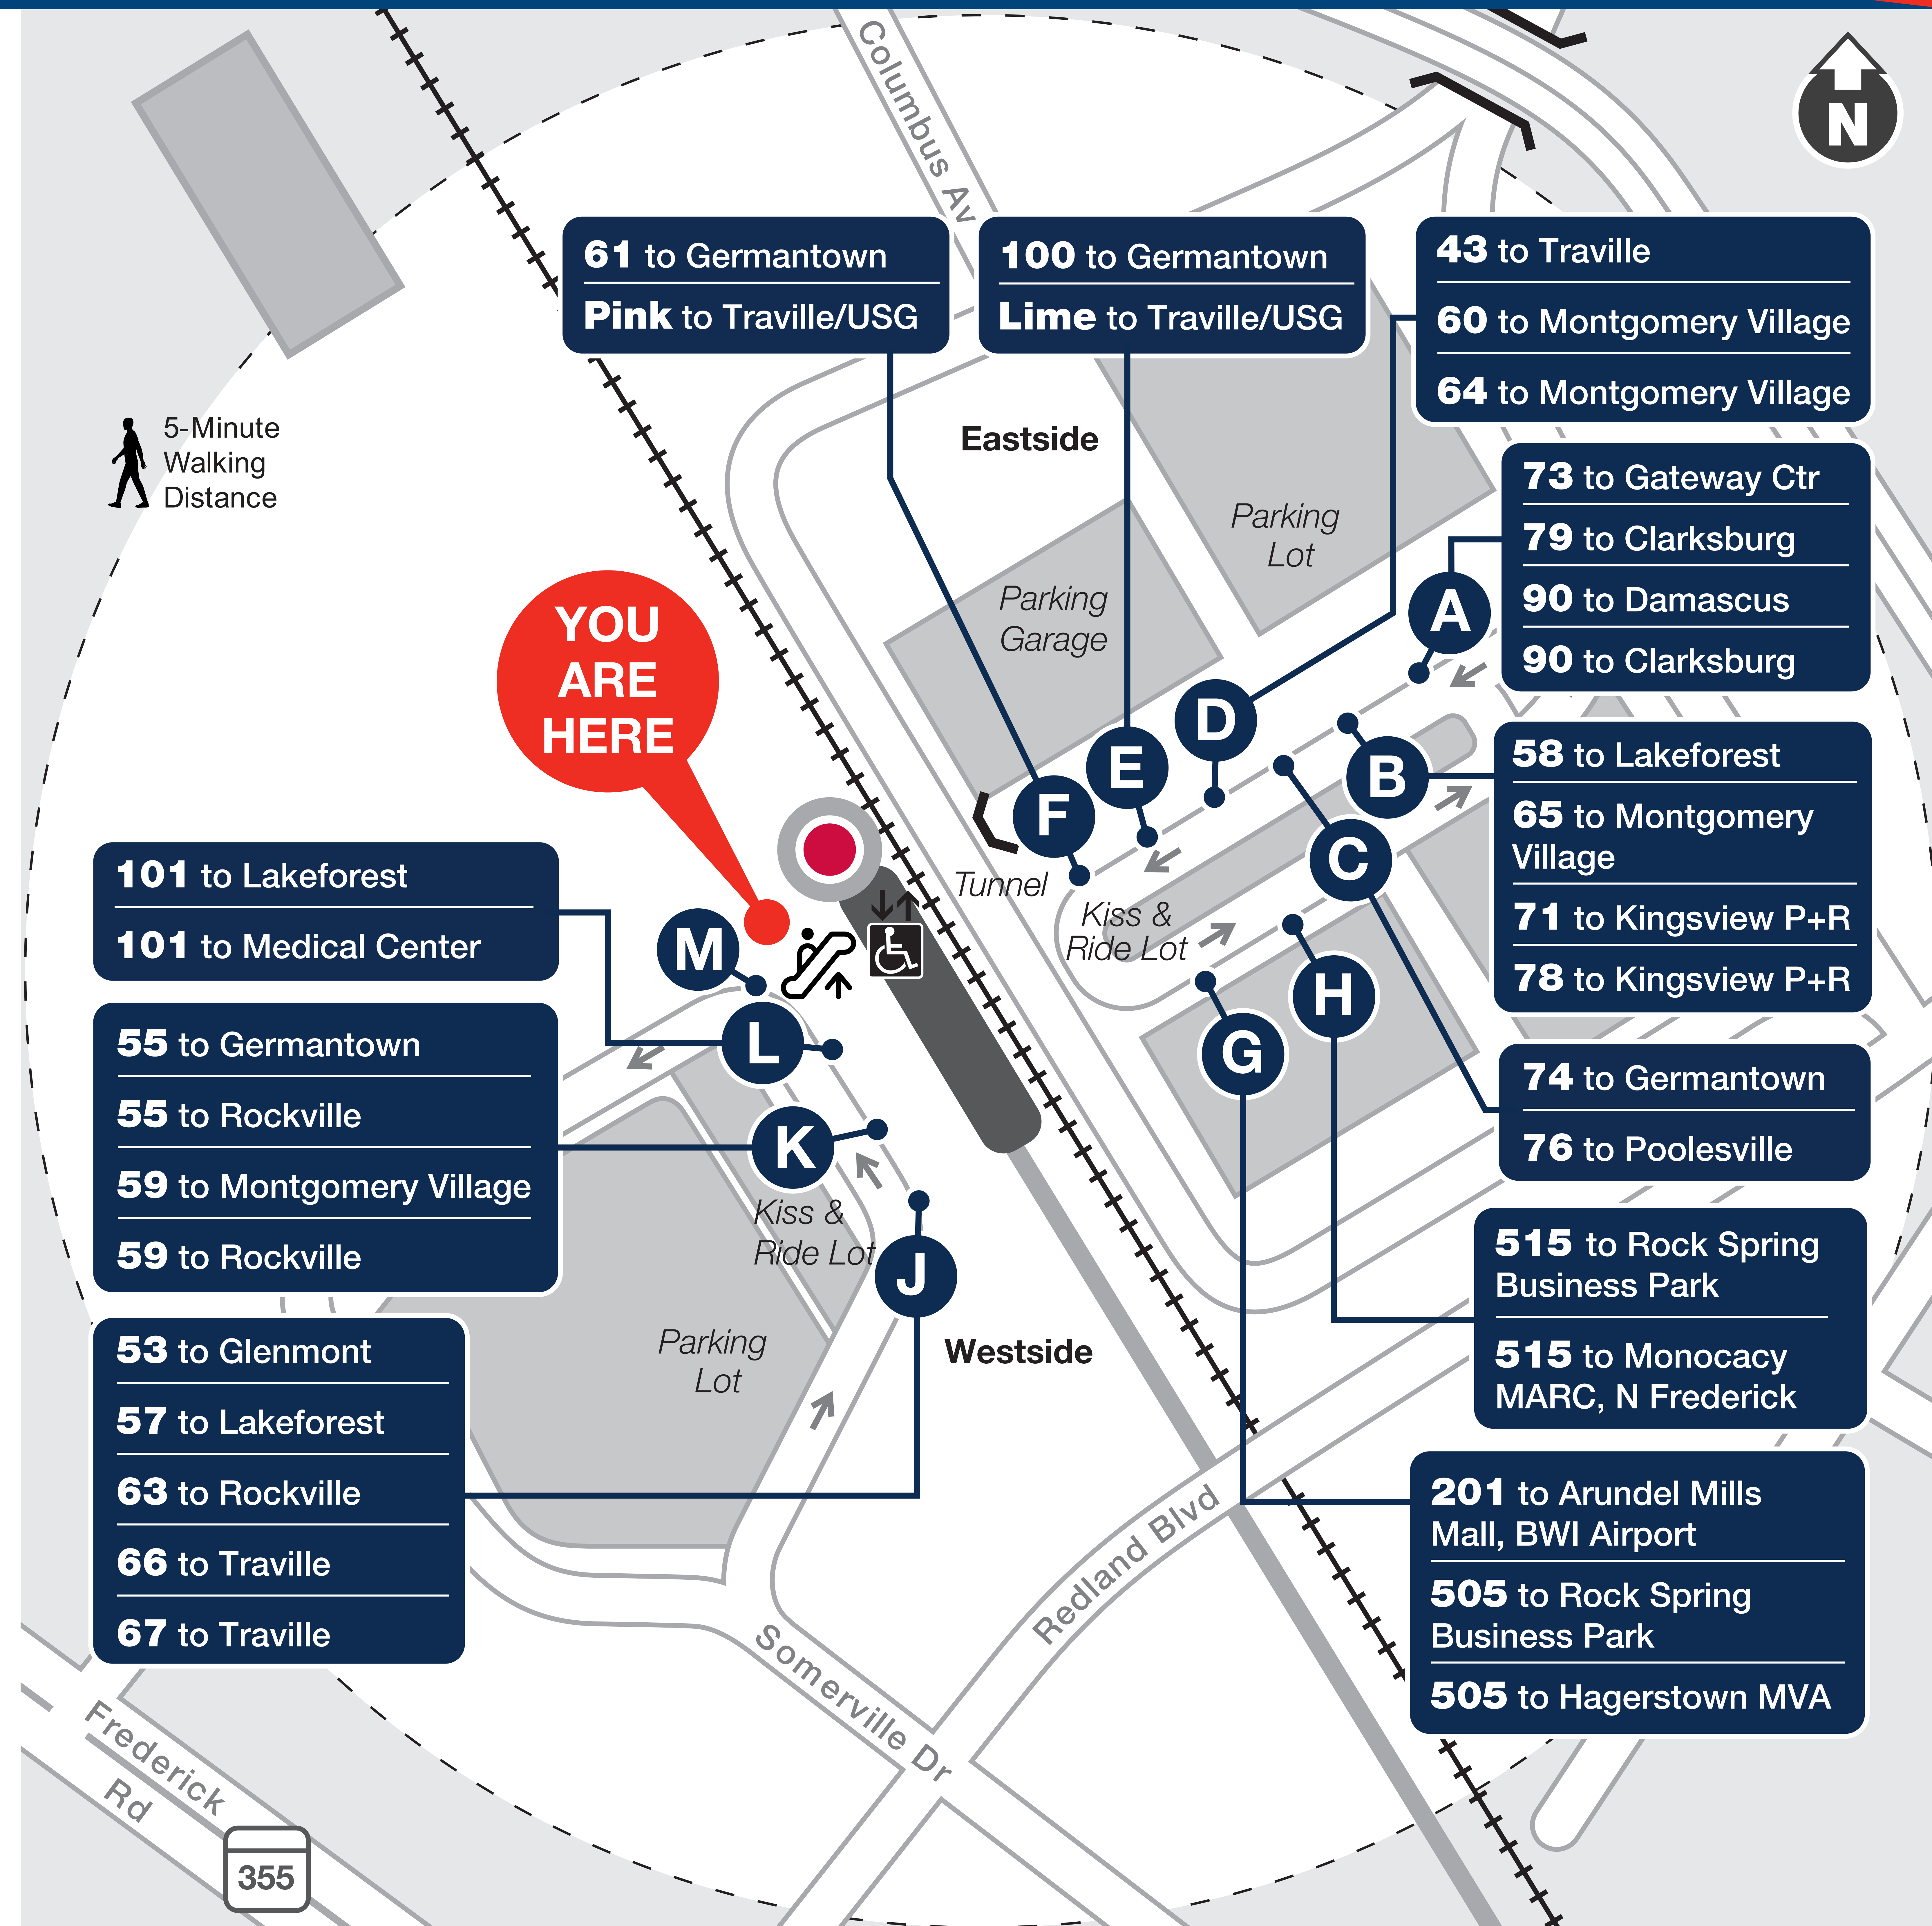 Columbus Av
N
61 to Germantown
Pink to Traville/USG
100 to Germantown
Lime to Traville/USG
43 to Traville
60 to Montgomery Village
64 to Montgomery Village
5-Minute
Walking
Distance
Eastside
73 to Gateway Ctr
79 to Clarksburg
90 to Damascus
90 to Clarksburg
Parking
Lot
Parking
Garage
YOU
ARE
HERE
A
D
E
B
F
C
58 to Lakeforest
65 to Montgomery
Village
71 to Kingsview P+R
78 to Kingsview P+R
Tunnel
Kiss &
Ride Lot
101 to Lakeforest
101 to Medical Center
M
H
G
L
K
55 to Germantown
55 to Rockville
59 to Montgomery Village
59 to Rockville
74 to Germantown
76 to Poolesville
Kiss &
Ride Lot
J
515 to Rock Spring
Business Park
515 to Monocacy
MARC, N Frederick
Parking
Lot
Westside
53 to Glenmont
57 to Lakeforest
63 to Rockville
66 to Traville
67 to Traville
201 to Arundel Mills
Mall, BWI Airport
505 to Rock Spring
Business Park
505 to Hagerstown MVA
Redland Blvd
Somerville Dr
Frederick
Rd
355